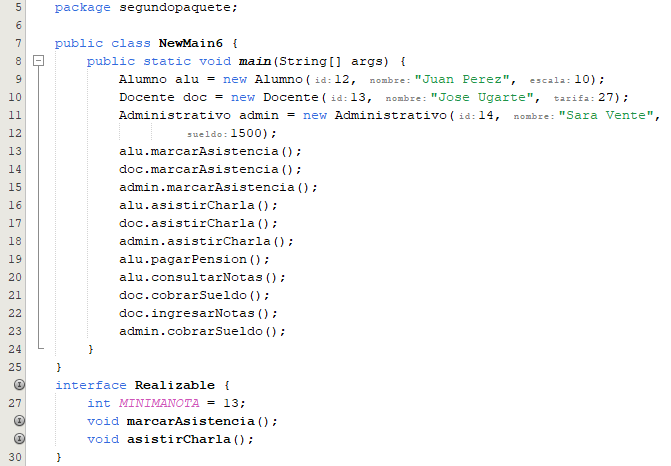 5 package segundopaquete;
6
7 public class NewMain6 {
8 public static void main(String[] args) {
9 Alumno alu = new Alumno( id: 12, nombre: "Juan Perez", escala: 10);
10 Docente doc = new Docente( id: 13, nombre: "Jose Ugarte", tarifa: 27);
11 Administrativo admin = new Administrativo( id: 14, nombre: "Sara Vente",
12 sueldo: 1500);
13 alu.marcarAsistencia();
14 doc.marcarAsistencia();
15 admin.marcarAsistencia();
16 alu.asistirCharla();
17 doc.asistirCharla();
18 admin.asistirCharla();
19 alu.pagarPension();
20 alu.consultarNotas();
21 doc.cobrarSueldo();
22 doc.ingresarNotas();
23 admin.cobrarSueldo();
24 }
25 }
interface Realizable {
27 int MINIMANOTA = 13;
void marcarAsistencia();
void asistirCharla();
30 }